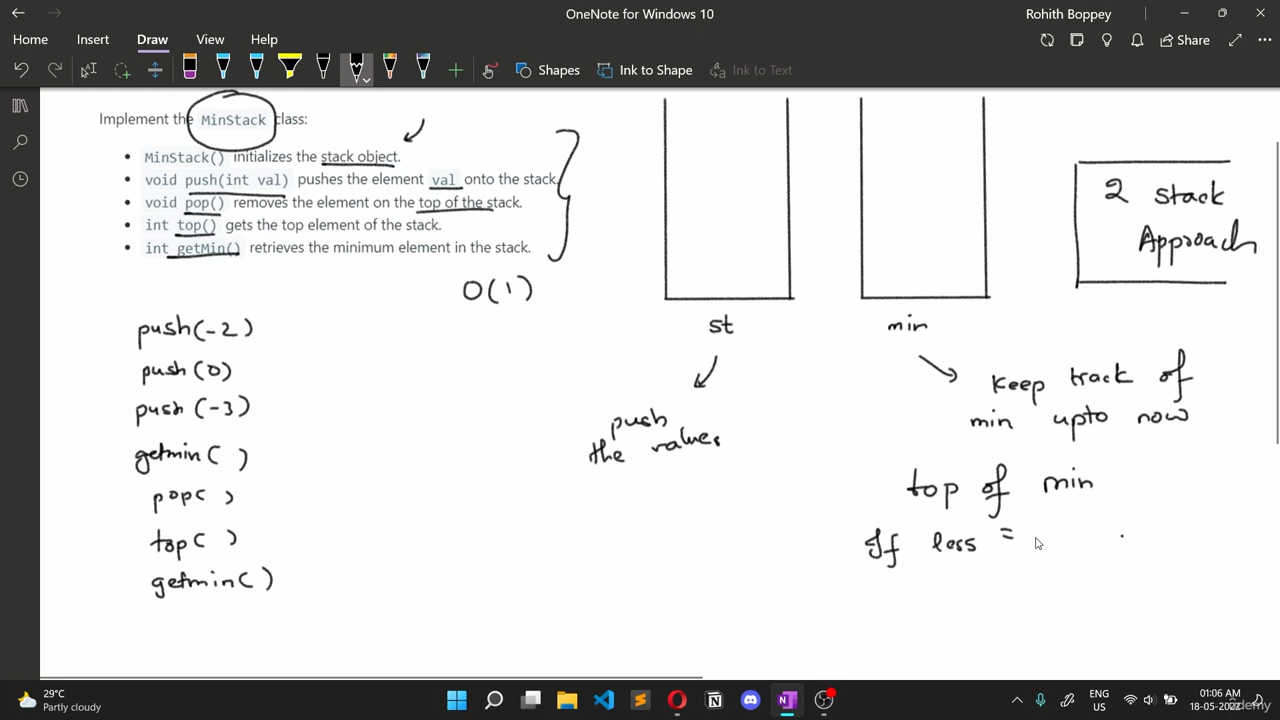 OneNote for Windows 10
Rohith Boppey
Home Insert Draw View Help
Share
Shapes Ink to Shape Ink to Text
Implement the MinStack class:
• MinStack() initializes the stack object.
• void push(int val) pushes the element val onto the stack.
• void pop() removes the element on the top of the stack.
• int top() gets the top element of the stack.
• int getMin() retrieves the minimum element in the stack.
O(1)
2 Stack
Approach
st
min
push(-2)
push (0)
push (-3)
getmin( )
pop( )
top( )
getmin( )
push
the values
Keep track of
min upto now
top of min
If less =
29°C
Partly cloudy
ENG
US
01:06 AM
18-05-2022
udemy